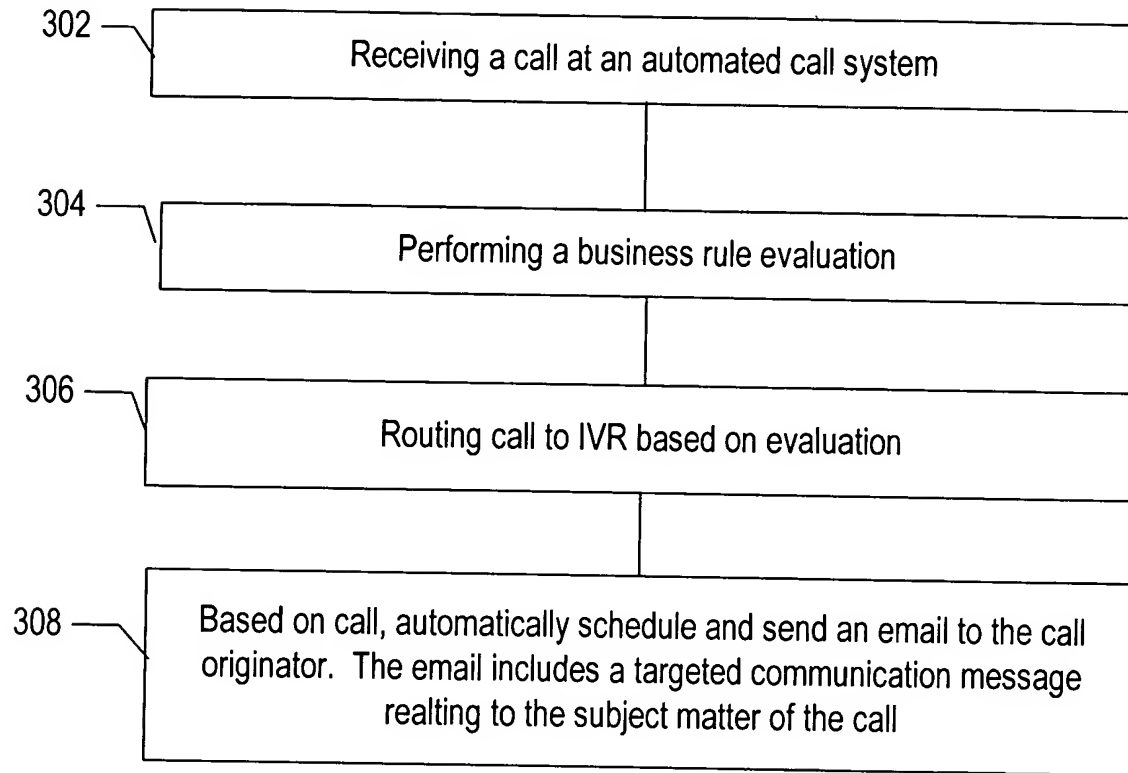 302
Receiving a call at an automated call system
304
Performing a business rule evaluation
306
Routing call to IVR based on evaluation
308
Based on call, automatically schedule and send an email to the call
originator. The email includes a targeted communication message
realting to the subject matter of the call